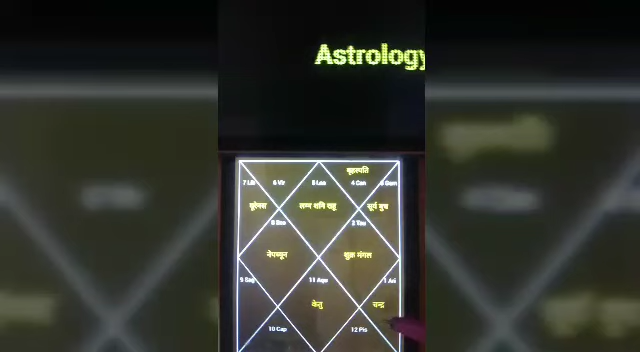 Astrology
बृहस्पति
7 Lib 6 Vir 5 Leo 4 Can 3 Gem
यूरेनस लग्न शनि राहू सूर्य बुध
8 Sco 2 Tau
नेपच्यून शुक्र मंगल
9 Sag 11 Aqu 1 Ari
केतु चन्द्र
10 Cap 12 Pis